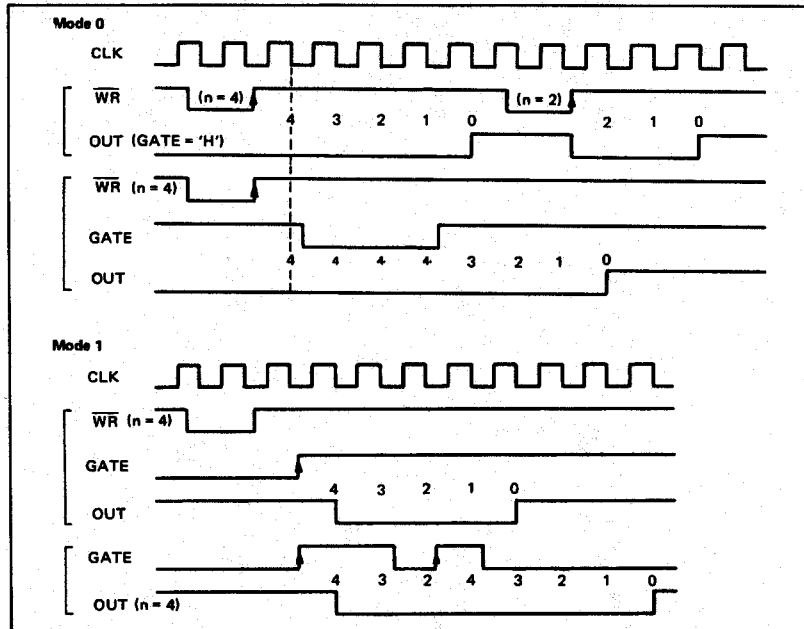 Mode 0
CLK
WR (n = 4) (n = 2)
4 3 2 1 0 2 1 0
OUT (GATE = 'H')
WR (n = 4)
GATE
4 4 4 4 3 2 1 0
OUT
Mode 1
CLK
WR (n = 4)
GATE
4 3 2 1 0
OUT
GATE
4 3 2 4 3 2 1 0
OUT (n = 4)